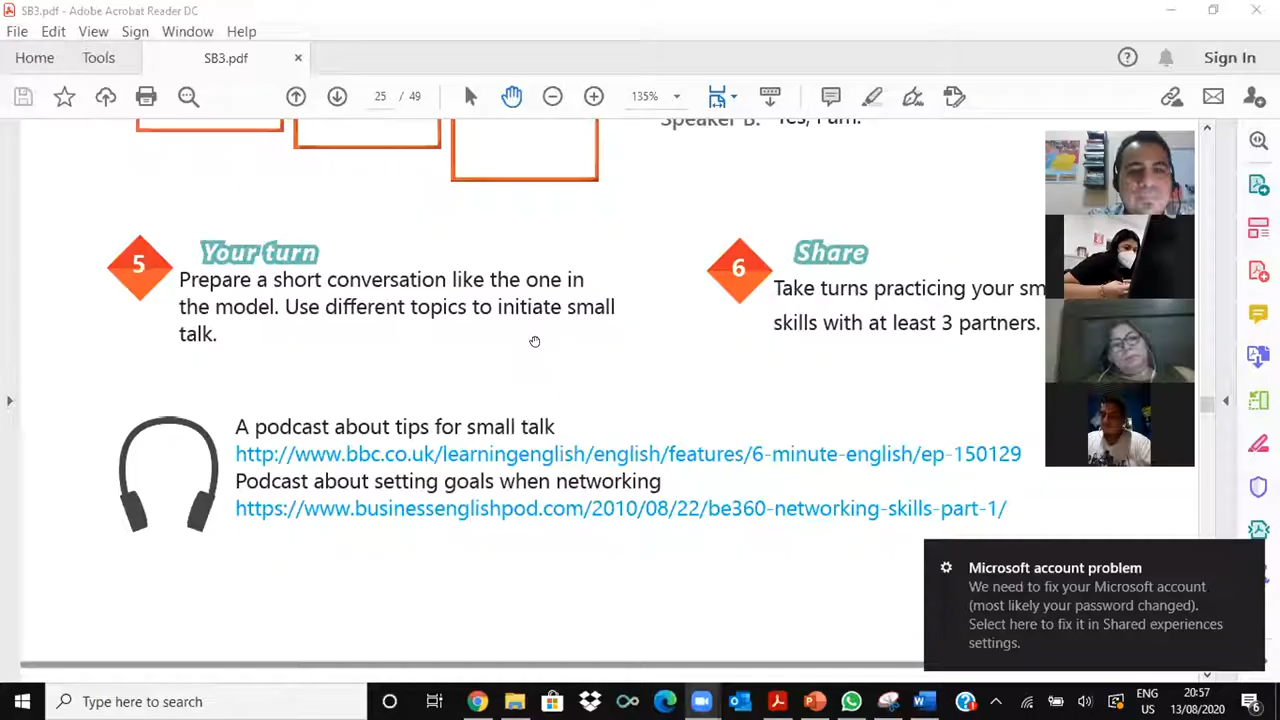 SB3.pdf - Adobe Acrobat Reader DC
File Edit View Sign Window Help
Home Tools SB3.pdf × Sign In
25 / 49 135%
Speaker B: Yes, I am.
5 Your turn
Prepare a short conversation like the one in
the model. Use different topics to initiate small
talk.
6 Share
Take turns practicing your sm
skills with at least 3 partners.
A podcast about tips for small talk
http://www.bbc.co.uk/learningenglish/english/features/6-minute-english/ep-150129
Podcast about setting goals when networking
https://www.businessenglishpod.com/2010/08/22/be360-networking-skills-part-1/
Microsoft account problem
We need to fix your Microsoft account
(most likely your password changed).
Select here to fix it in Shared experiences
settings.
Type here to search
ENG
US
20:57
13/08/2020
6